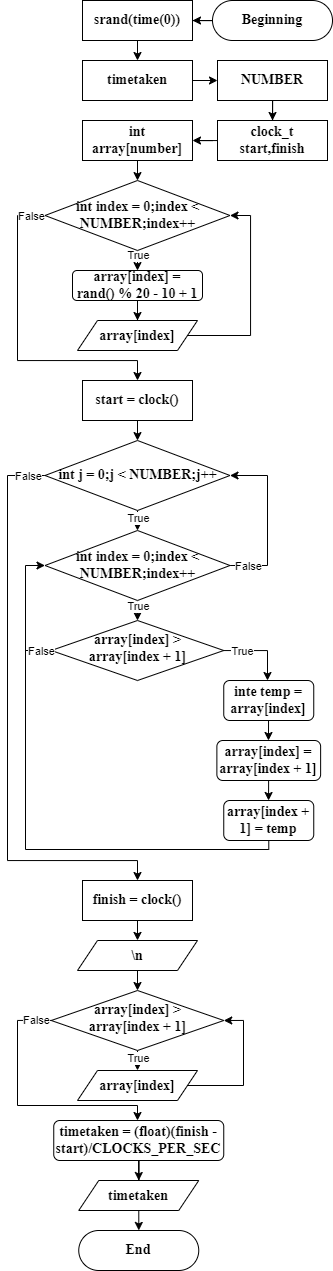 srand(time(0))
Beginning
timetaken
NUMBER
int
array[number]
clock_t
start,finish
int index = 0;index <
NUMBER;index++
False
True
array[index] =
rand() % 20 - 10 + 1
array[index]
start = clock()
int j = 0;j < NUMBER;j++
False
True
int index = 0;index <
NUMBER;index++
False
True
array[index] >
array[index + 1]
False
True
inte temp =
array[index]
array[index] =
array[index + 1]
array[index +
1] = temp
finish = clock()
\n
array[index] >
array[index + 1]
False
True
array[index]
timetaken = (float)(finish -
start)/CLOCKS_PER_SEC
timetaken
End